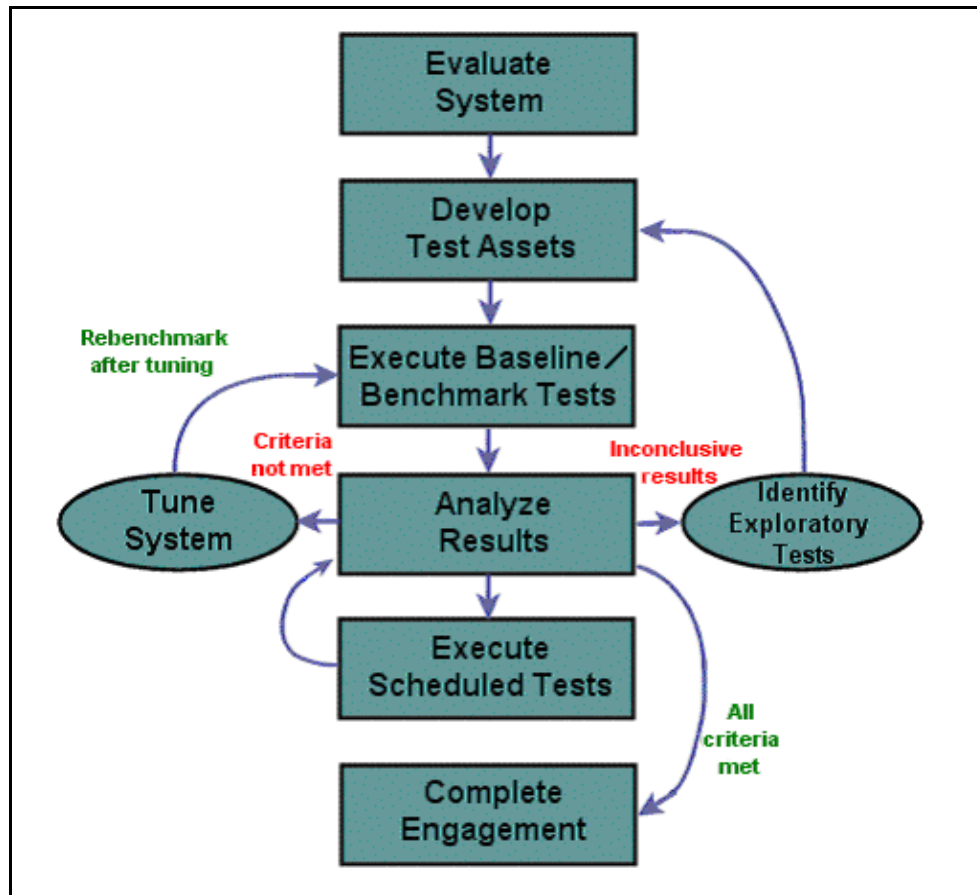 Evaluate
System
Develop
Test Assets
Rebenchmark
after tuning
Execute Baseline/
Benchmark Tests
Criteria
not met
Inconclusive
results
Tune
System
Analyze
Results
Identify
Exploratory
Tests
Execute
Scheduled Tests
All
criteria
met
Complete
Engagement